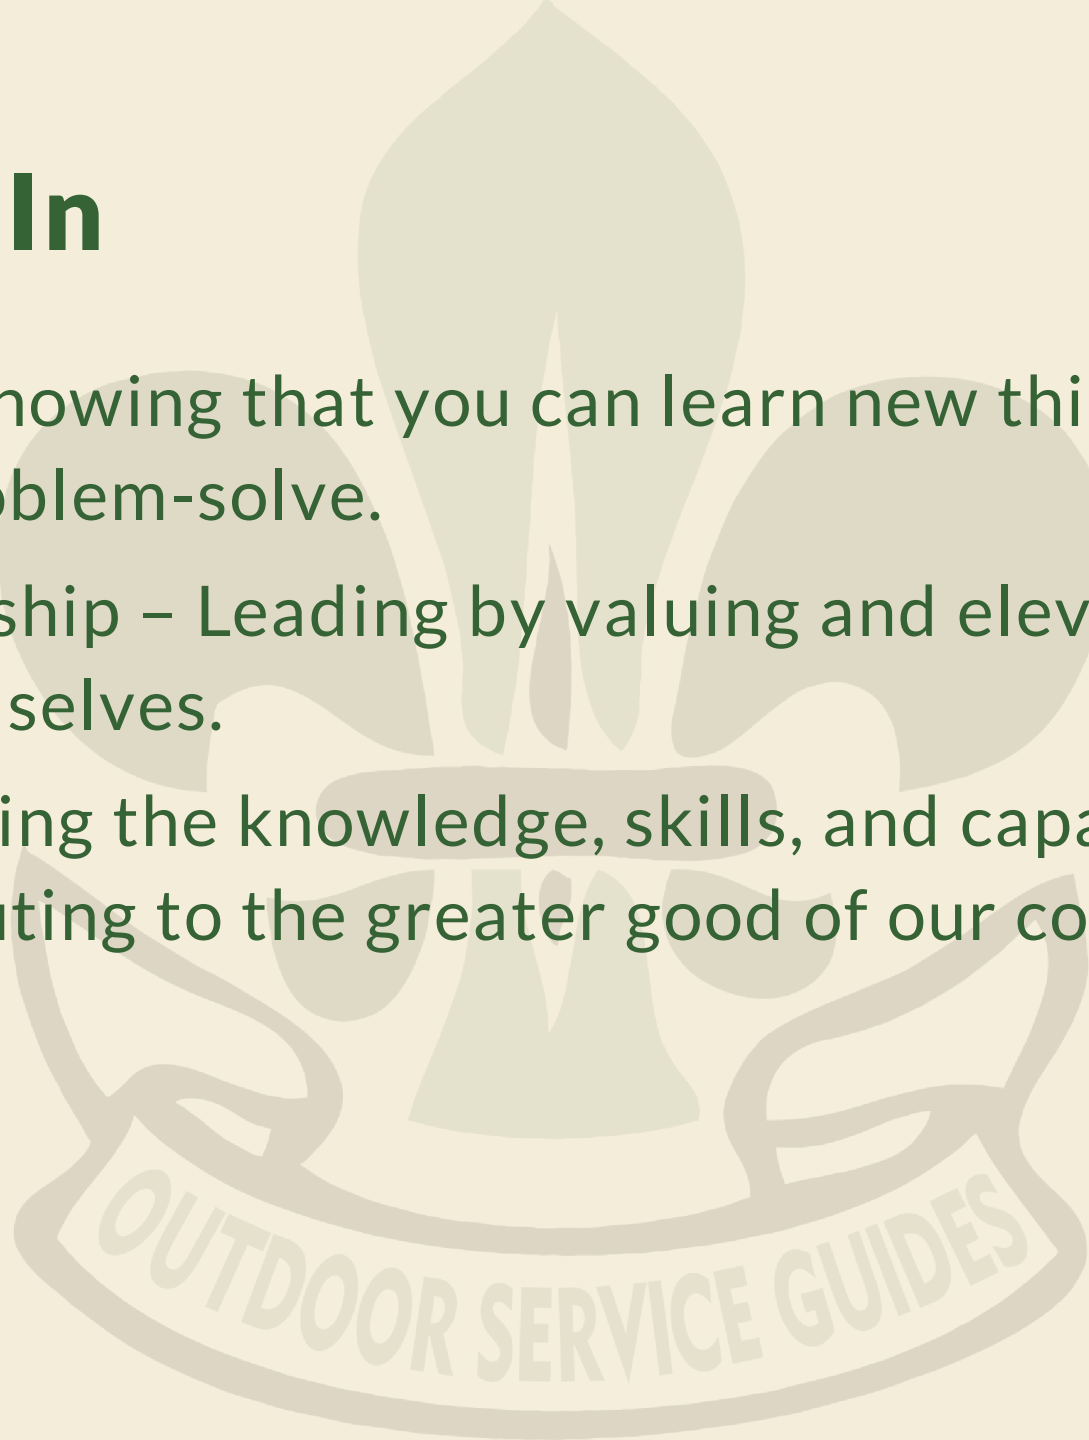 In
nowing that you can learn new thi
oblem-solve.
ship – Leading by valuing and elev
selves.
ing the knowledge, skills, and capa
uting to the greater good of our co
OUTDOOR SERVICE GUIDES